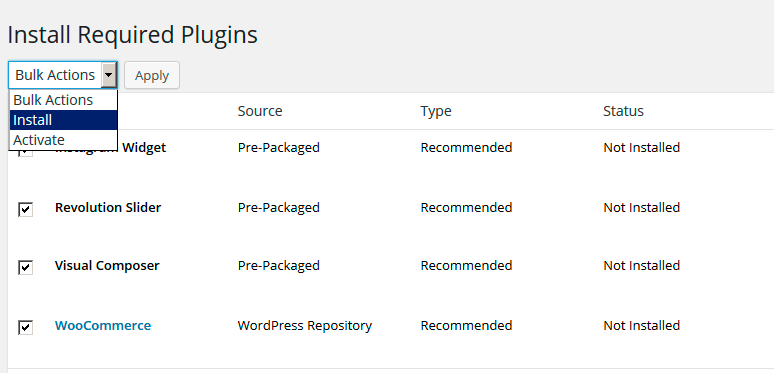 Install Required Plugins
Bulk Actions Apply
Bulk Actions
Install
Activate
Source Type Status
Widget Pre-Packaged Recommended Not Installed
Revolution Slider Pre-Packaged Recommended Not Installed
Visual Composer Pre-Packaged Recommended Not Installed
WooCommerce WordPress Repository Recommended Not Installed